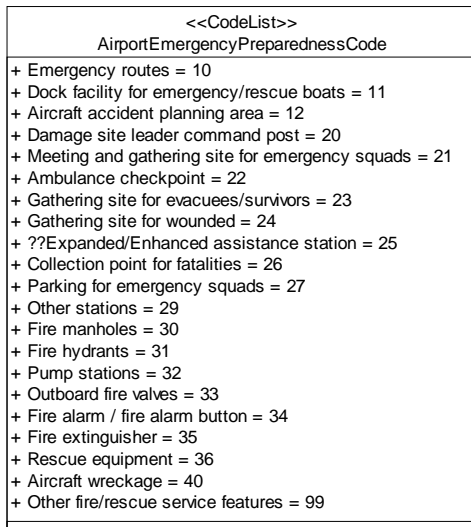 <<CodeList>>
AirportEmergencyPreparednessCode
+ Emergency routes = 10
+ Dock facility for emergency/rescue boats = 11
+ Aircraft accident planning area = 12
+ Damage site leader command post = 20
+ Meeting and gathering site for emergency squads = 21
+ Ambulance checkpoint = 22
+ Gathering site for evacuees/survivors = 23
+ Gathering site for wounded = 24
+ ??Expanded/Enhanced assistance station = 25
+ Collection point for fatalities = 26
+ Parking for emergency squads = 27
+ Other stations = 29
+ Fire manholes = 30
+ Fire hydrants = 31
+ Pump stations = 32
+ Outboard fire valves = 33
+ Fire alarm / fire alarm button = 34
+ Fire extinguisher = 35
+ Rescue equipment = 36
+ Aircraft wreckage = 40
+ Other fire/rescue service features = 99